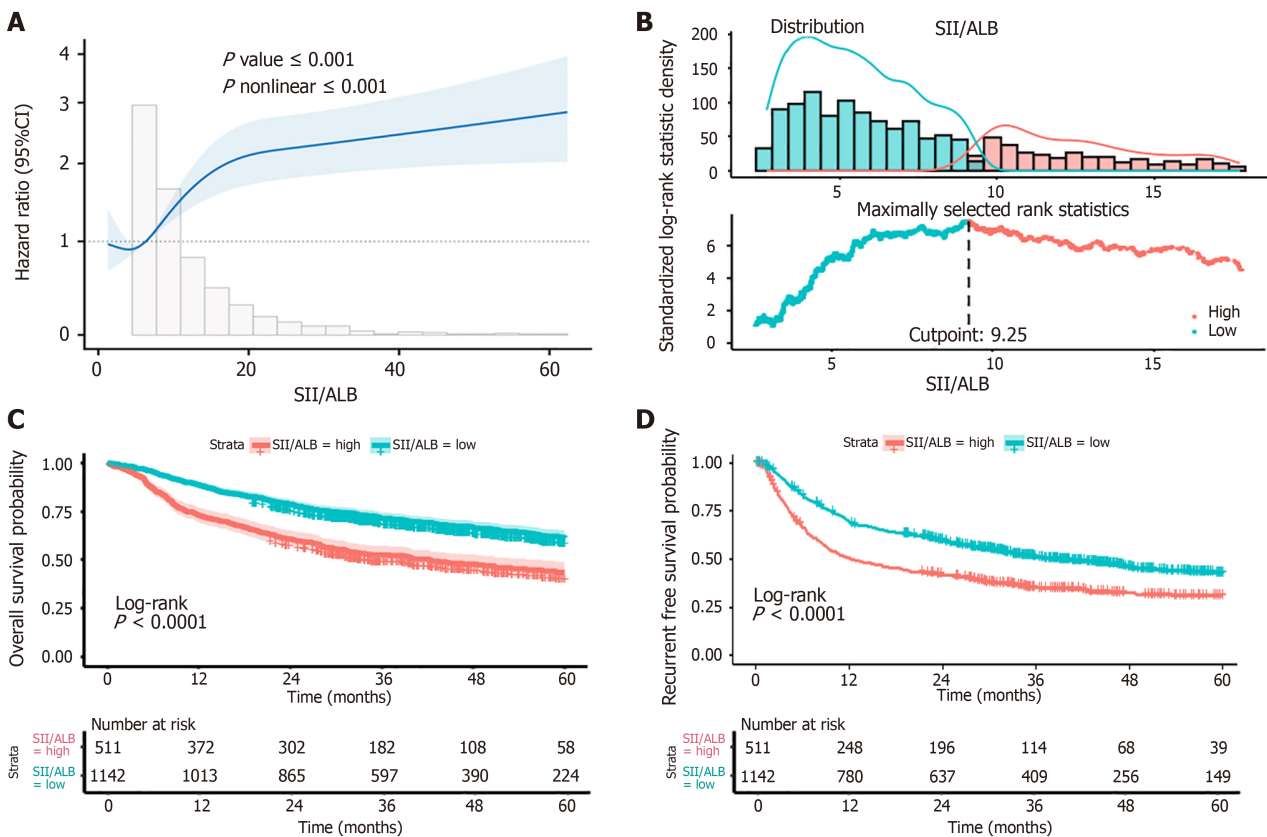 A
P value ≤ 0.001
P nonlinear ≤ 0.001
Hazard ratio (95%CI)
4
3
2
1
0
0 20 40 60
SII/ALB
B
Distribution SII/ALB
Standardized log-rank statistic density
200
150
100
50
0
5 10 15
Maximally selected rank statistics
6
4
2
0
High
Low
Cutpoint: 9.25
5 10 15
SII/ALB
C
Strata SII/ALB = high SII/ALB = low
Overall survival probability
1.00
0.75
0.50
0.25
0.00
Log-rank
P < 0.0001
0 12 24 36 48 60
Time (months)
Number at risk
Strata
SII/ALB
= high
511 372 302 182 108 58
SII/ALB
= low
1142 1013 865 597 390 224
0 12 24 36 48 60
Time (months)
D
Strata SII/ALB = high SII/ALB = low
Recurrent free survival probability
1.00
0.75
0.50
0.25
0.00
Log-rank
P < 0.0001
0 12 24 36 48 60
Time (months)
Number at risk
Strata
SII/ALB
= high
511 248 196 114 68 39
SII/ALB
= low
1142 780 637 409 256 149
0 12 24 36 48 60
Time (months)